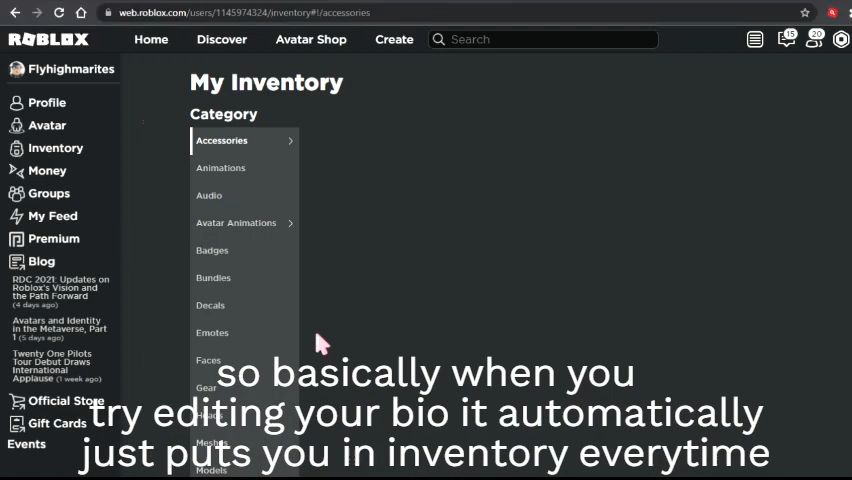 web.roblox.com/users/1145974324/inventory#!/accessories
ROBLOX
Home
Discover
Avatar Shop
Create
Search
15
20
Flyhighmarites
Profile
Avatar
Inventory
Money
Groups
My Feed
Premium
Blog
RDC 2021: Updates on
Roblox's Vision and
the Path Forward
(4 days ago)
Avatars and Identity
in the Metaverse, Part
1 (5 days ago)
Twenty One Pilots
Tour Debut Draws
International
Applause (1 week ago)
Official Store
Gift Cards
Events
My Inventory
Category
Accessories
Animations
Audio
Avatar Animations
Badges
Bundles
Decals
Emotes
Faces
Gear
Heads
Meshes
Models
so basically when you
try editing your bio it automatically
just puts you in inventory everytime